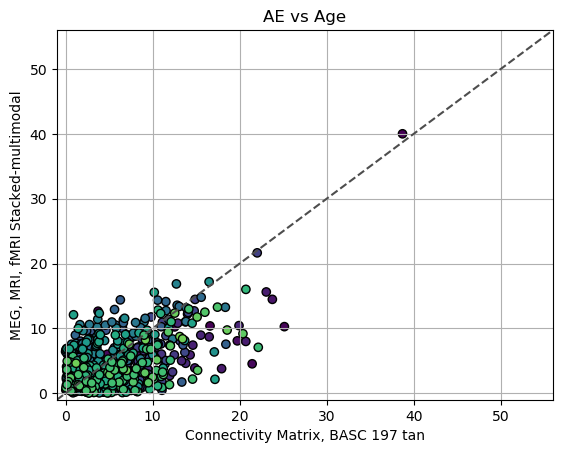 AE vs Age
MEG, MRI, fMRI Stacked-multimodal
50
40
30
20
10
0
0 10 20 30 40 50
Connectivity Matrix, BASC 197 tan